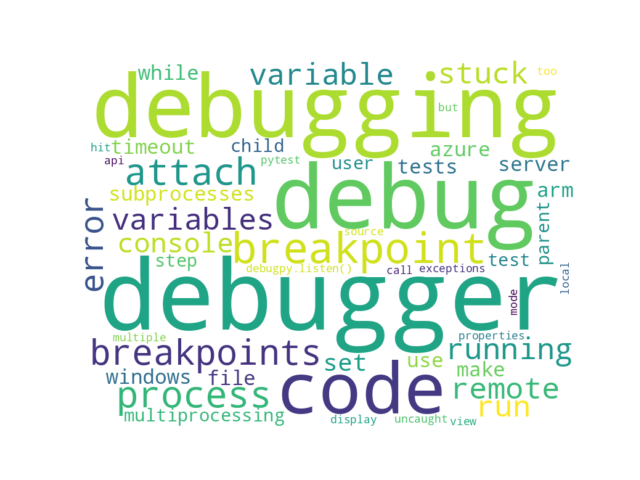 while
variable
stuck
too
debugging
but
hit
timeout
child
azure
api
attach
pytest
user
tests
server
subprocesses
debug
arm
error
variables
source
parent
console
breakpoint
step
debugpy.listen()
call
exceptions
test
local
debugger
mode
multiple
properties
breakpoints
set
running
windows
file
code
use
make
process
remote
multiprocessing
run
display
uncaught
view